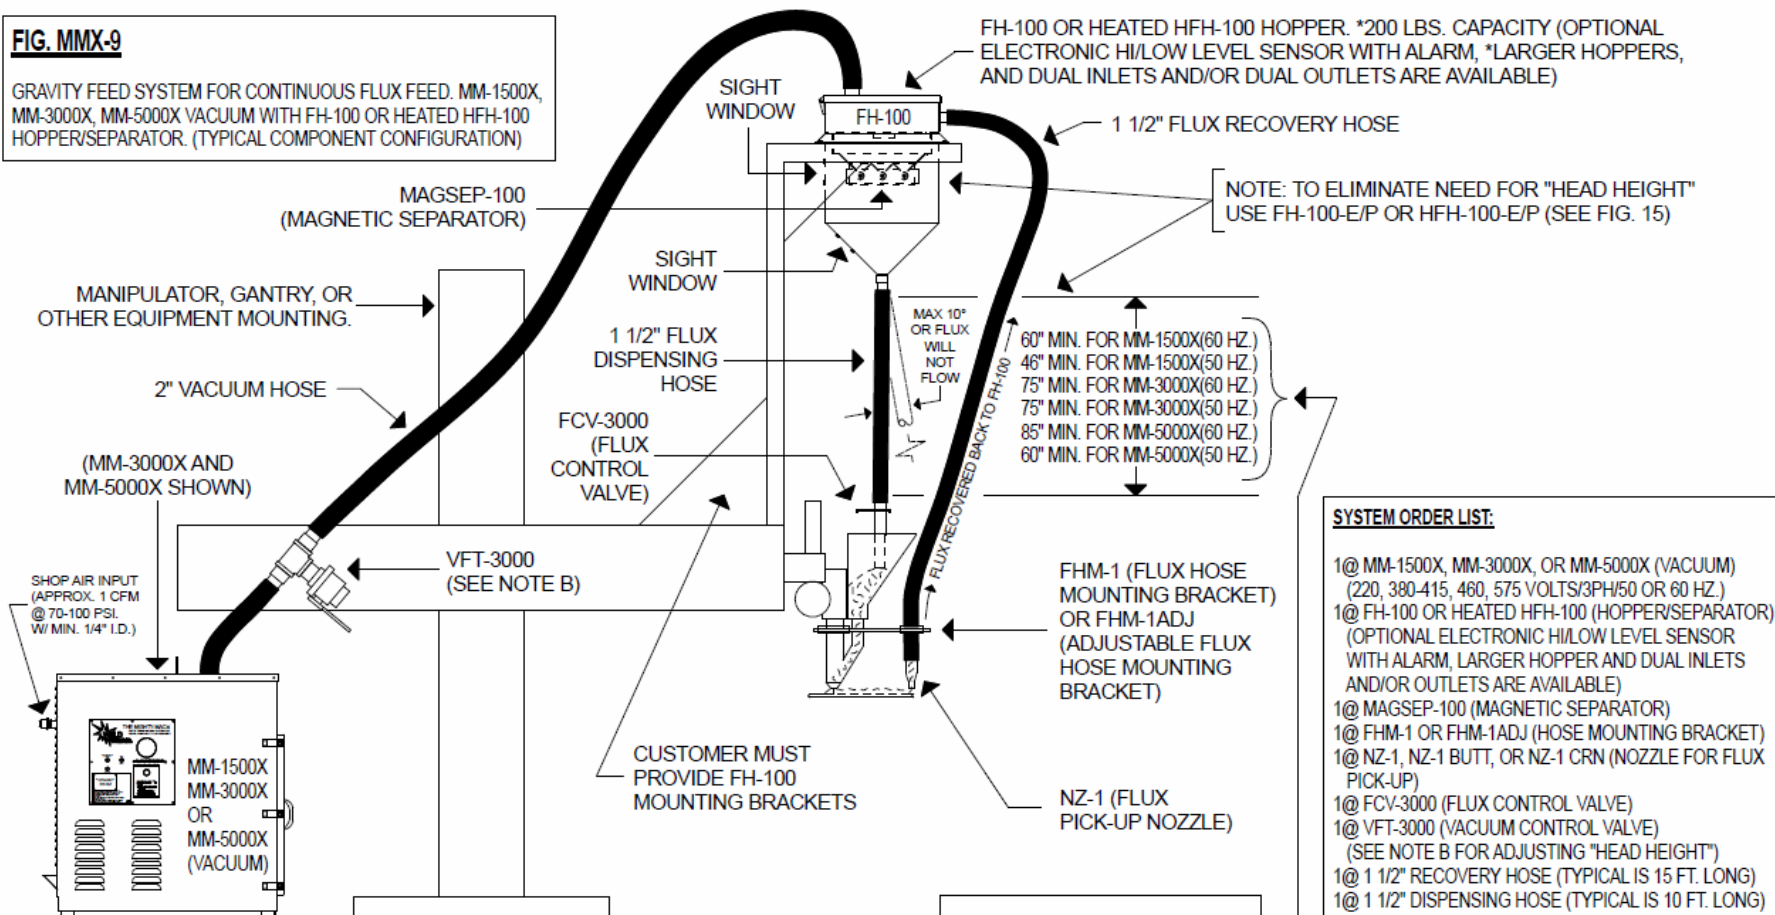 FIG. MMX-9
GRAVITY FEED SYSTEM FOR CONTINUOUS FLUX FEED. MM-1500X,
MM-3000X, MM-5000X VACUUM WITH FH-100 OR HEATED HFH-100
HOPPER/SEPARATOR. (TYPICAL COMPONENT CONFIGURATION)
FH-100 OR HEATED HFH-100 HOPPER. *200 LBS. CAPACITY (OPTIONAL
ELECTRONIC HI/LOW LEVEL SENSOR WITH ALARM, *LARGER HOPPERS,
AND DUAL INLETS AND/OR DUAL OUTLETS ARE AVAILABLE)
SIGHT
WINDOW
FH-100
1 1/2" FLUX RECOVERY HOSE
MAGSEP-100
(MAGNETIC SEPARATOR)
NOTE: TO ELIMINATE NEED FOR "HEAD HEIGHT"
USE FH-100-E/P OR HFH-100-E/P (SEE FIG. 15)
SIGHT
WINDOW
MANIPULATOR, GANTRY, OR
OTHER EQUIPMENT MOUNTING.
1 1/2" FLUX
DISPENSING
HOSE
MAX 10°
OR FLUX
WILL
NOT
FLOW
60" MIN. FOR MM-1500X(60 HZ.)
46" MIN. FOR MM-1500X(50 HZ.)
75" MIN. FOR MM-3000X(60 HZ.)
75" MIN. FOR MM-3000X(50 HZ.)
85" MIN. FOR MM-5000X(60 HZ.)
60" MIN. FOR MM-5000X(50 HZ.)
FLUX RECOVERED BACK TO FH-100
2" VACUUM HOSE
FCV-3000
(FLUX
CONTROL
VALVE)
(MM-3000X AND
MM-5000X SHOWN)
VFT-3000
(SEE NOTE B)
SHOP AIR INPUT
(APPROX. 1 CFM
@ 70-100 PSI.
W/ MIN. 1/4" I.D.)
FHM-1 (FLUX HOSE
MOUNTING BRACKET)
OR FHM-1ADJ
(ADJUSTABLE FLUX
HOSE MOUNTING
BRACKET)
THE MIGHTY MACH
MM-1500X
MM-3000X
OR
MM-5000X
(VACUUM)
CUSTOMER MUST
PROVIDE FH-100
MOUNTING BRACKETS
NZ-1 (FLUX
PICK-UP NOZZLE)
SYSTEM ORDER LIST:
1@ MM-1500X, MM-3000X, OR MM-5000X (VACUUM)
(220, 380-415, 460, 575 VOLTS/3PH/50 OR 60 HZ.)
1@ FH-100 OR HEATED HFH-100 (HOPPER/SEPARATOR)
(OPTIONAL ELECTRONIC HI/LOW LEVEL SENSOR
WITH ALARM, LARGER HOPPER AND DUAL INLETS
AND/OR OUTLETS ARE AVAILABLE)
1@ MAGSEP-100 (MAGNETIC SEPARATOR)
1@ FHM-1 OR FHM-1ADJ (HOSE MOUNTING BRACKET)
1@ NZ-1, NZ-1 BUTT, OR NZ-1 CRN (NOZZLE FOR FLUX
PICK-UP)
1@ FCV-3000 (FLUX CONTROL VALVE)
1@ VFT-3000 (VACUUM CONTROL VALVE)
(SEE NOTE B FOR ADJUSTING "HEAD HEIGHT")
1@ 1 1/2" RECOVERY HOSE (TYPICAL IS 15 FT. LONG)
1@ 1 1/2" DISPENSING HOSE (TYPICAL IS 10 FT. LONG)